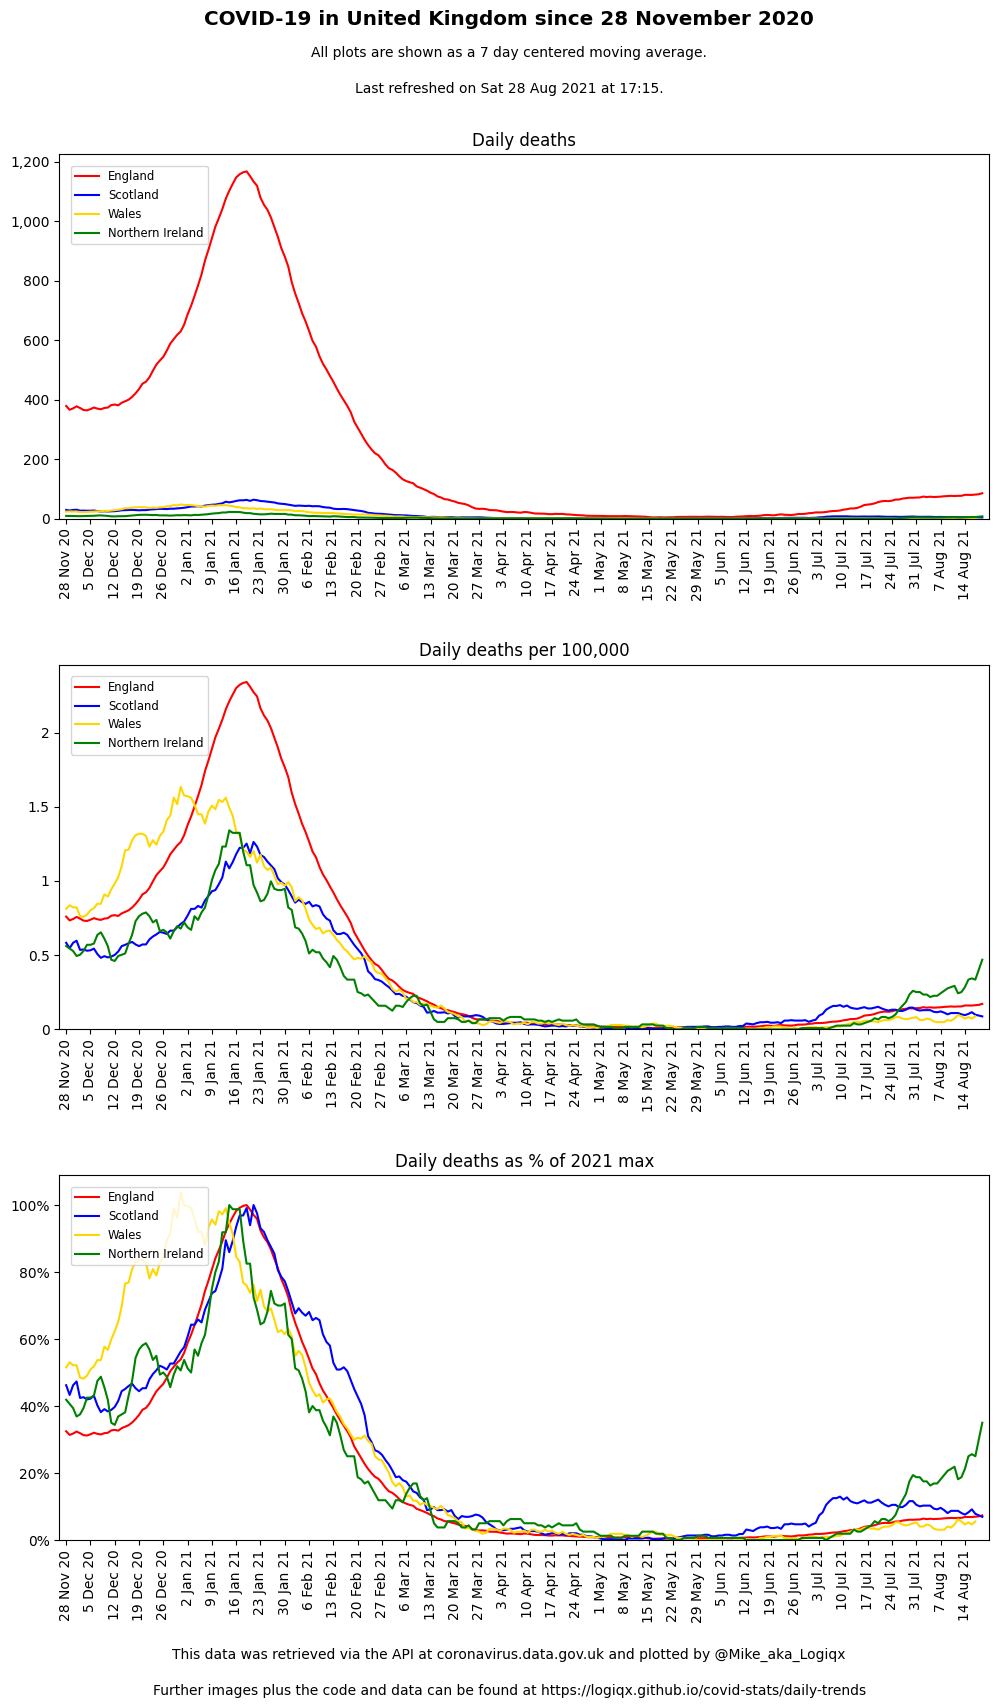 COVID-19 in United Kingdom since 28 November 2020
All plots are shown as a 7 day centered moving average.
Last refreshed on Sat 28 Aug 2021 at 17:15.
Daily deaths
1,200
1,000
800
600
400
200
0
England
Scotland
Wales
Northern Ireland
28 Nov 20
5 Dec 20
12 Dec 20
19 Dec 20
26 Dec 20
2 Jan 21
9 Jan 21
16 Jan 21
23 Jan 21
30 Jan 21
6 Feb 21
13 Feb 21
20 Feb 21
27 Feb 21
6 Mar 21
13 Mar 21
20 Mar 21
27 Mar 21
3 Apr 21
10 Apr 21
17 Apr 21
24 Apr 21
1 May 21
8 May 21
15 May 21
22 May 21
29 May 21
5 Jun 21
12 Jun 21
19 Jun 21
26 Jun 21
3 Jul 21
10 Jul 21
17 Jul 21
24 Jul 21
31 Jul 21
7 Aug 21
14 Aug 21
Daily deaths per 100,000
2
1.5
1
0.5
0
England
Scotland
Wales
Northern Ireland
28 Nov 20
5 Dec 20
12 Dec 20
19 Dec 20
26 Dec 20
2 Jan 21
9 Jan 21
16 Jan 21
23 Jan 21
30 Jan 21
6 Feb 21
13 Feb 21
20 Feb 21
27 Feb 21
6 Mar 21
13 Mar 21
20 Mar 21
27 Mar 21
3 Apr 21
10 Apr 21
17 Apr 21
24 Apr 21
1 May 21
8 May 21
15 May 21
22 May 21
29 May 21
5 Jun 21
12 Jun 21
19 Jun 21
26 Jun 21
3 Jul 21
10 Jul 21
17 Jul 21
24 Jul 21
31 Jul 21
7 Aug 21
14 Aug 21
Daily deaths as % of 2021 max
100%
80%
60%
40%
20%
0%
England
Scotland
Wales
Northern Ireland
28 Nov 20
5 Dec 20
12 Dec 20
19 Dec 20
26 Dec 20
2 Jan 21
9 Jan 21
16 Jan 21
23 Jan 21
30 Jan 21
6 Feb 21
13 Feb 21
20 Feb 21
27 Feb 21
6 Mar 21
13 Mar 21
20 Mar 21
27 Mar 21
3 Apr 21
10 Apr 21
17 Apr 21
24 Apr 21
1 May 21
8 May 21
15 May 21
22 May 21
29 May 21
5 Jun 21
12 Jun 21
19 Jun 21
26 Jun 21
3 Jul 21
10 Jul 21
17 Jul 21
24 Jul 21
31 Jul 21
7 Aug 21
14 Aug 21
This data was retrieved via the API at coronavirus.data.gov.uk and plotted by @Mike_aka_Logiqx
Further images plus the code and data can be found at https://logiqx.github.io/covid-stats/daily-trends